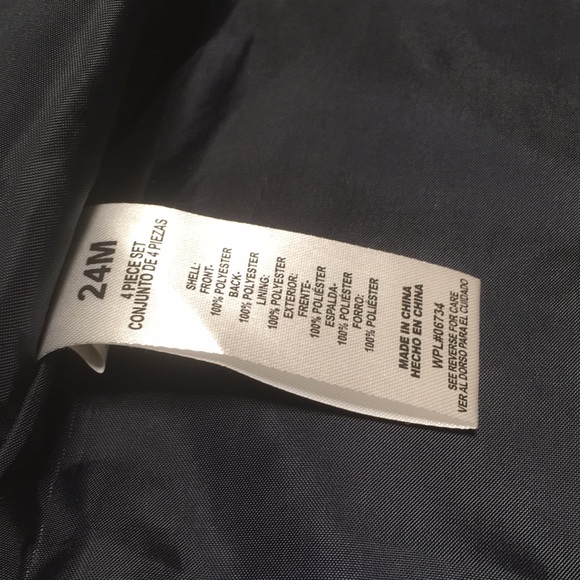 24M
4 PIECE SET
CONJUNTO DE 4 PIEZAS
SHELL:
FRONT-
100% POLYESTER
BACK-
100% POLYESTER
LINING:
100% POLYESTER
EXTERIOR:
FRENTE-
100% POLIÉSTER
ESPALDA-
100% POLIÉSTER
FORRO:
100% POLIÉSTER
MADE IN CHINA
HECHO EN CHINA
WPL#06734
SEE REVERSE FOR CARE
VER AL DORSO PARA EL CUIDADO